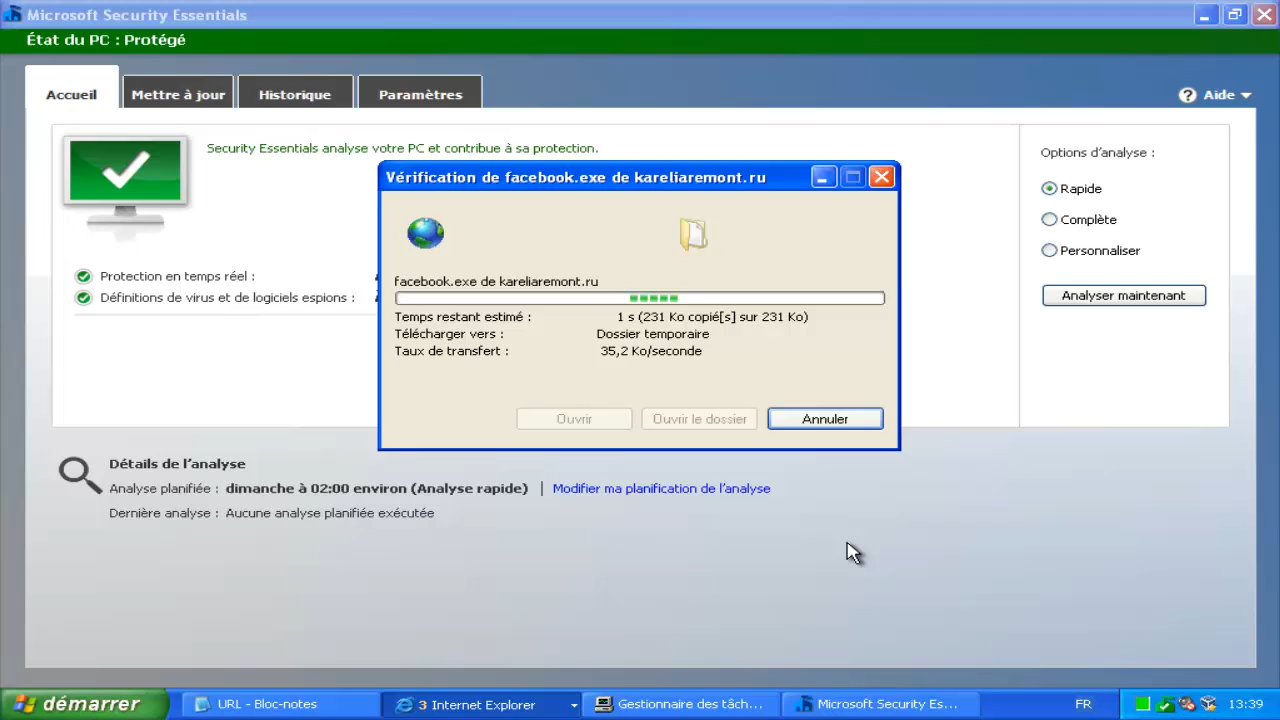 Microsoft Security Essentials
État du PC : Protégé
Accueil
Mettre à jour
Historique
Paramètres
? Aide
Security Essentials analyse votre PC et contribue à sa protection.
Options d'analyse :
Vérification de facebook.exe de kareliaremont.ru
Rapide
Complète
Personnaliser
Protection en temps réel :
Définitions de virus et de logiciels espions :
Analyser maintenant
facebook.exe de kareliaremont.ru
Temps restant estimé : 1 s (231 Ko copié[s] sur 231 Ko)
Télécharger vers : Dossier temporaire
Taux de transfert : 35,2 Ko/seconde
Ouvrir
Ouvrir le dossier
Annuler
Détails de l'analyse
Analyse planifiée : dimanche à 02:00 environ (Analyse rapide) | Modifier ma planification de l'analyse
Dernière analyse : Aucune analyse planifiée exécutée
démarrer
URL - Bloc-notes
3 Internet Explorer
Gestionnaire des tâch...
Microsoft Security Es...
FR
13:39